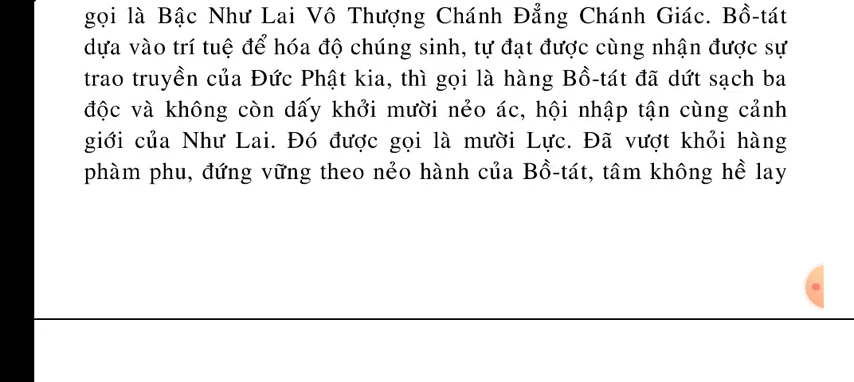 gọi là Bậc Như Lai Vô Thượng Chánh Đẳng Chánh Giác. Bồ-tát
dựa vào trí tuệ để hóa độ chúng sinh, tự đạt được cùng nhận được sự
trao truyền của Đức Phật kia, thì gọi là hàng Bồ-tát đã dứt sạch ba
độc và không còn dấy khởi mười nẻo ác, hội nhập tận cùng cảnh
giới của Như Lai. Đó được gọi là mười Lực. Đã vượt khỏi hàng
phàm phu, đứng vững theo nẻo hành của Bồ-tát, tâm không hề lay